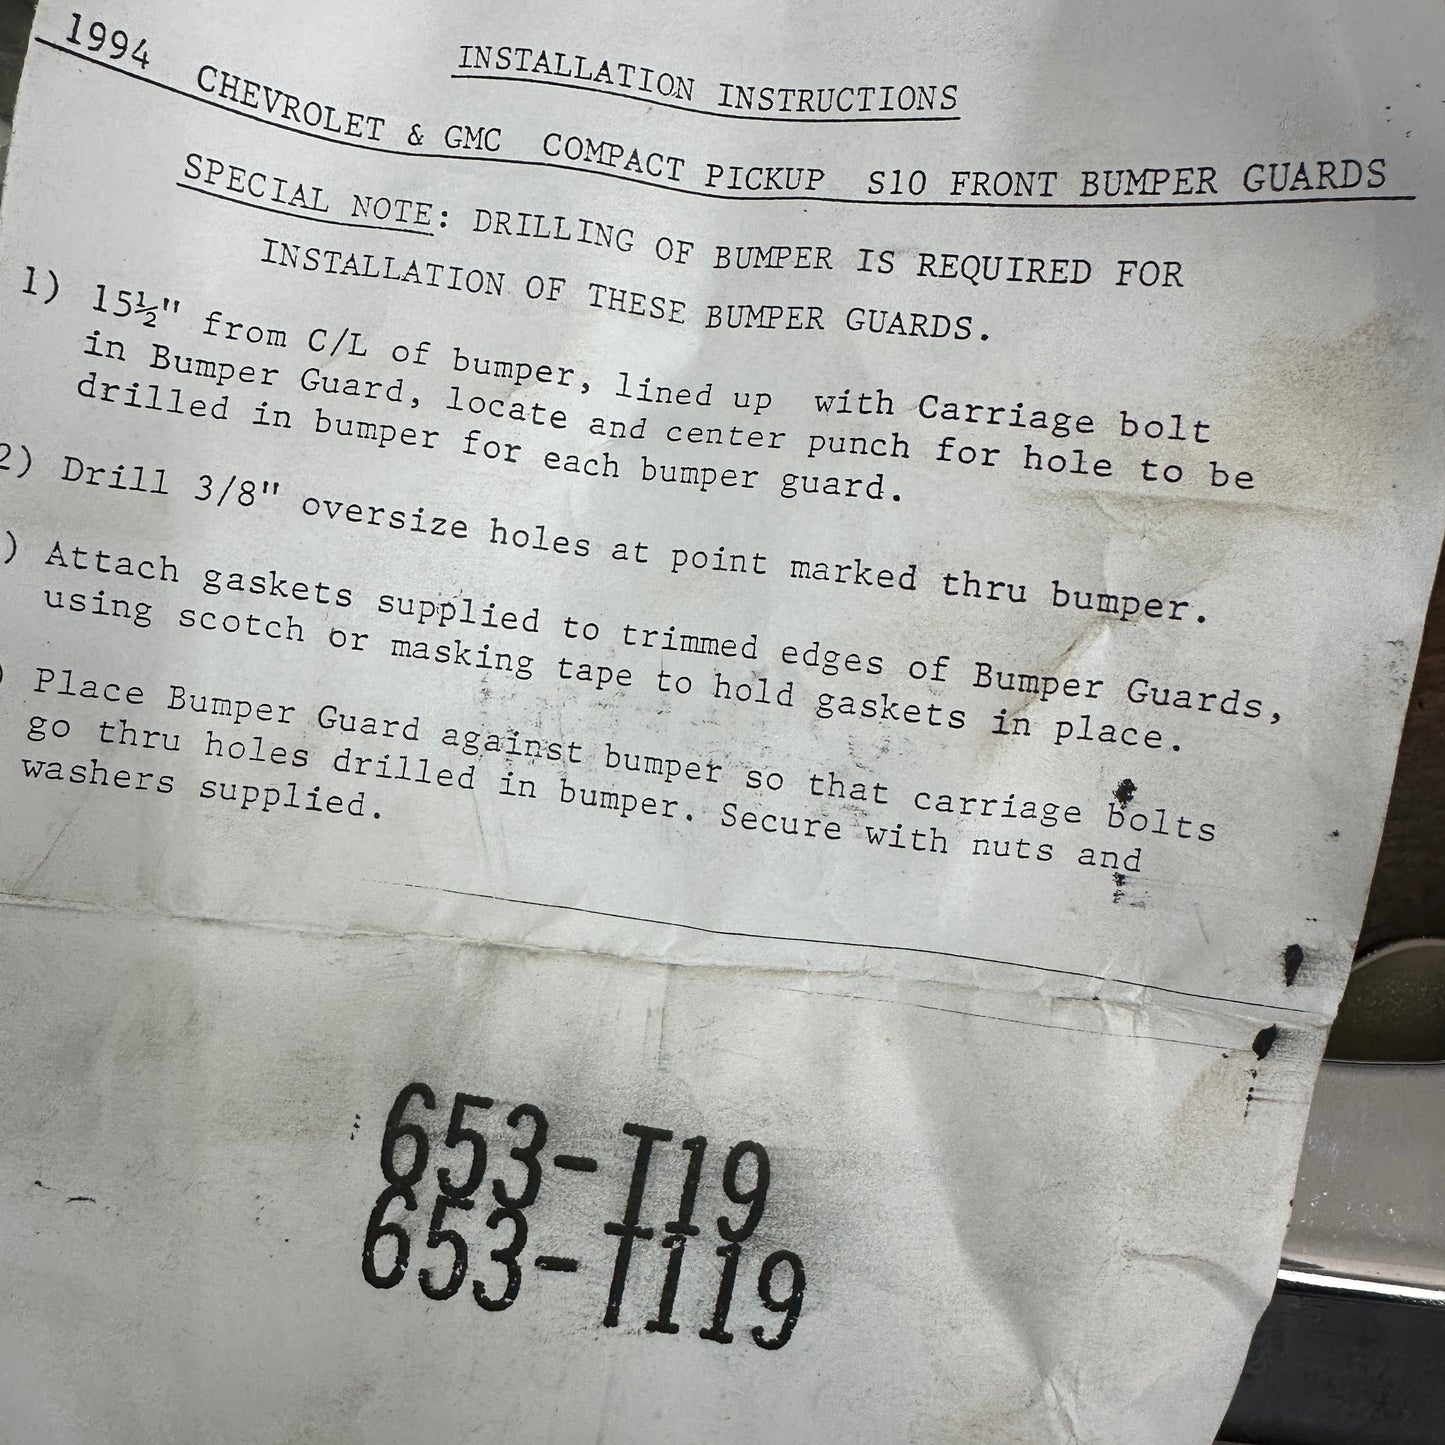 INSTALLATION INSTRUCTIONS
1994 CHEVROLET & GMC COMPACT PICKUP S10 FRONT BUMPER GUARDS
SPECIAL NOTE: DRILLING OF BUMPER IS REQUIRED FOR
INSTALLATION OF THESE BUMPER GUARDS.
1) 15½" from C/L of bumper, lined up with Carriage bolt
in Bumper Guard, locate and center punch for hole to be
drilled in bumper for each bumper guard.
2) Drill 3/8" oversize holes at point marked thru bumper.
) Attach gaskets supplied to trimmed edges of Bumper Guards,
using scotch or masking tape to hold gaskets in place.
) Place Bumper Guard against bumper so that carriage bolts
go thru holes drilled in bumper. Secure with nuts and
washers supplied.
653-T19
653-T119